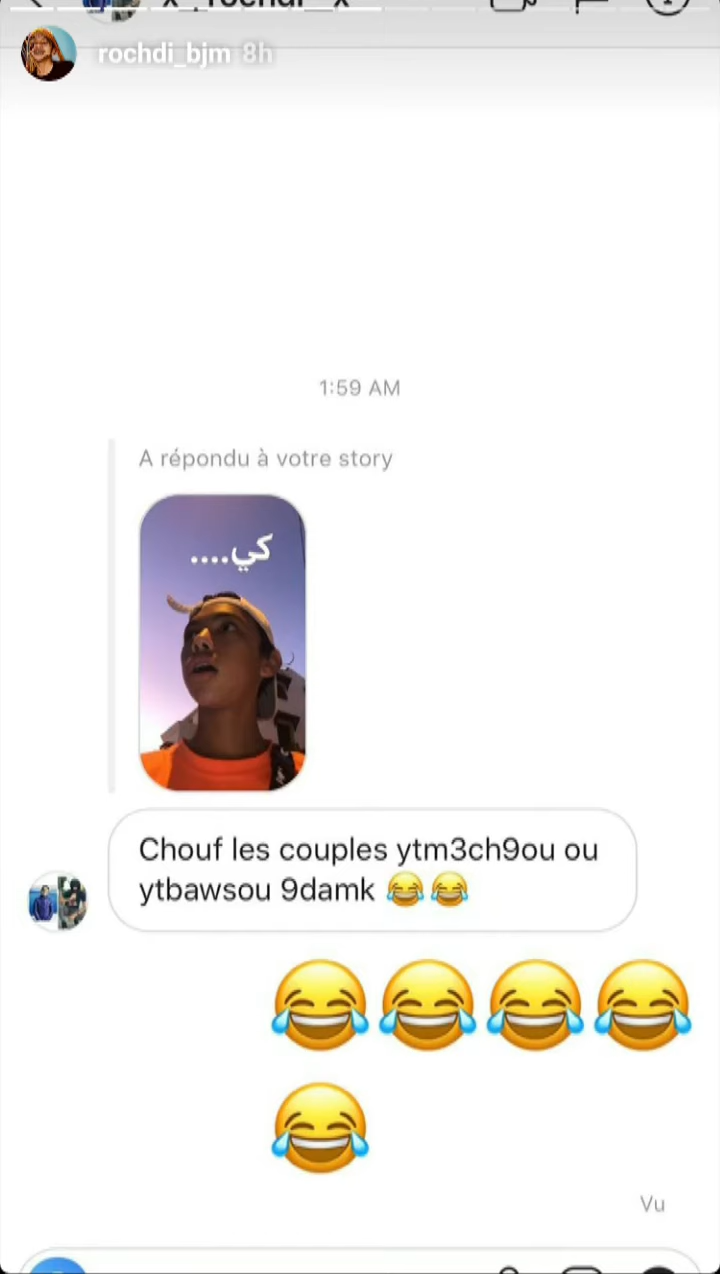 rochdi_bjm 8h
1:59 AM
A répondu à votre story
كي....
Chouf les couples ytm3ch9ou ou
ytbawsou 9damk 😂😂
😂😂😂😂
😂
Vu